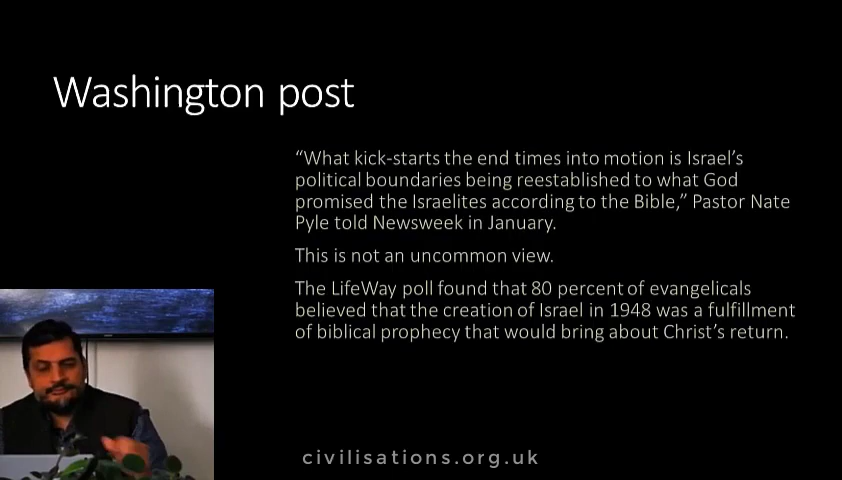 Washington post
“What kick-starts the end times into motion is Israel’s
political boundaries being reestablished to what God
promised the Israelites according to the Bible,” Pastor Nate
Pyle told Newsweek in January.
This is not an uncommon view.
The LifeWay poll found that 80 percent of evangelicals
believed that the creation of Israel in 1948 was a fulfillment
of biblical prophecy that would bring about Christ’s return.
civilisations.org.uk